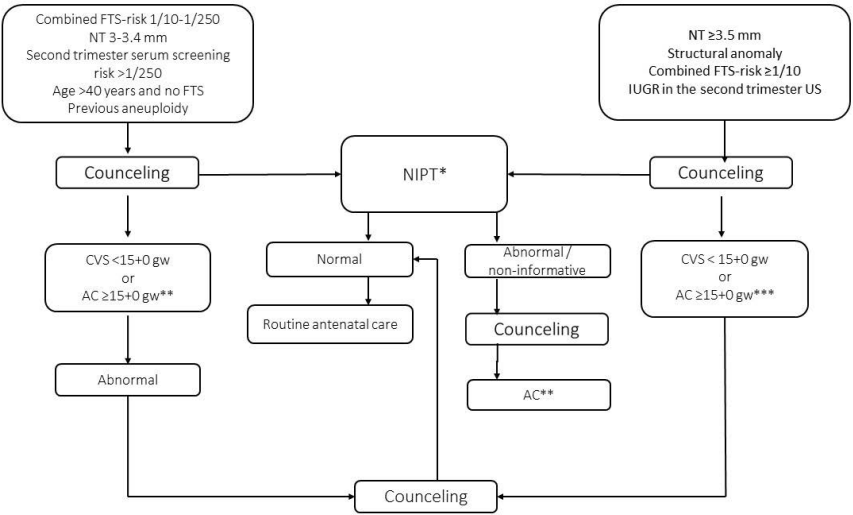 Combined FTS-risk 1/10-1/250
NT 3-3.4 mm
Second trimester serum screening
risk >1/250
Age >40 years and no FTS
Previous aneuploidy
NT ≥3.5 mm
Structural anomaly
Combined FTS-risk ≥1/10
IUGR in the second trimester US
Counceling
NIPT*
Counceling
CVS <15+0 gw
or
AC ≥15+0 gw**
Normal
Abnormal /
non-informative
CVS < 15+0 gw
or
AC ≥15+0 gw***
Routine antenatal care
Counceling
Abnormal
AC**
Counceling